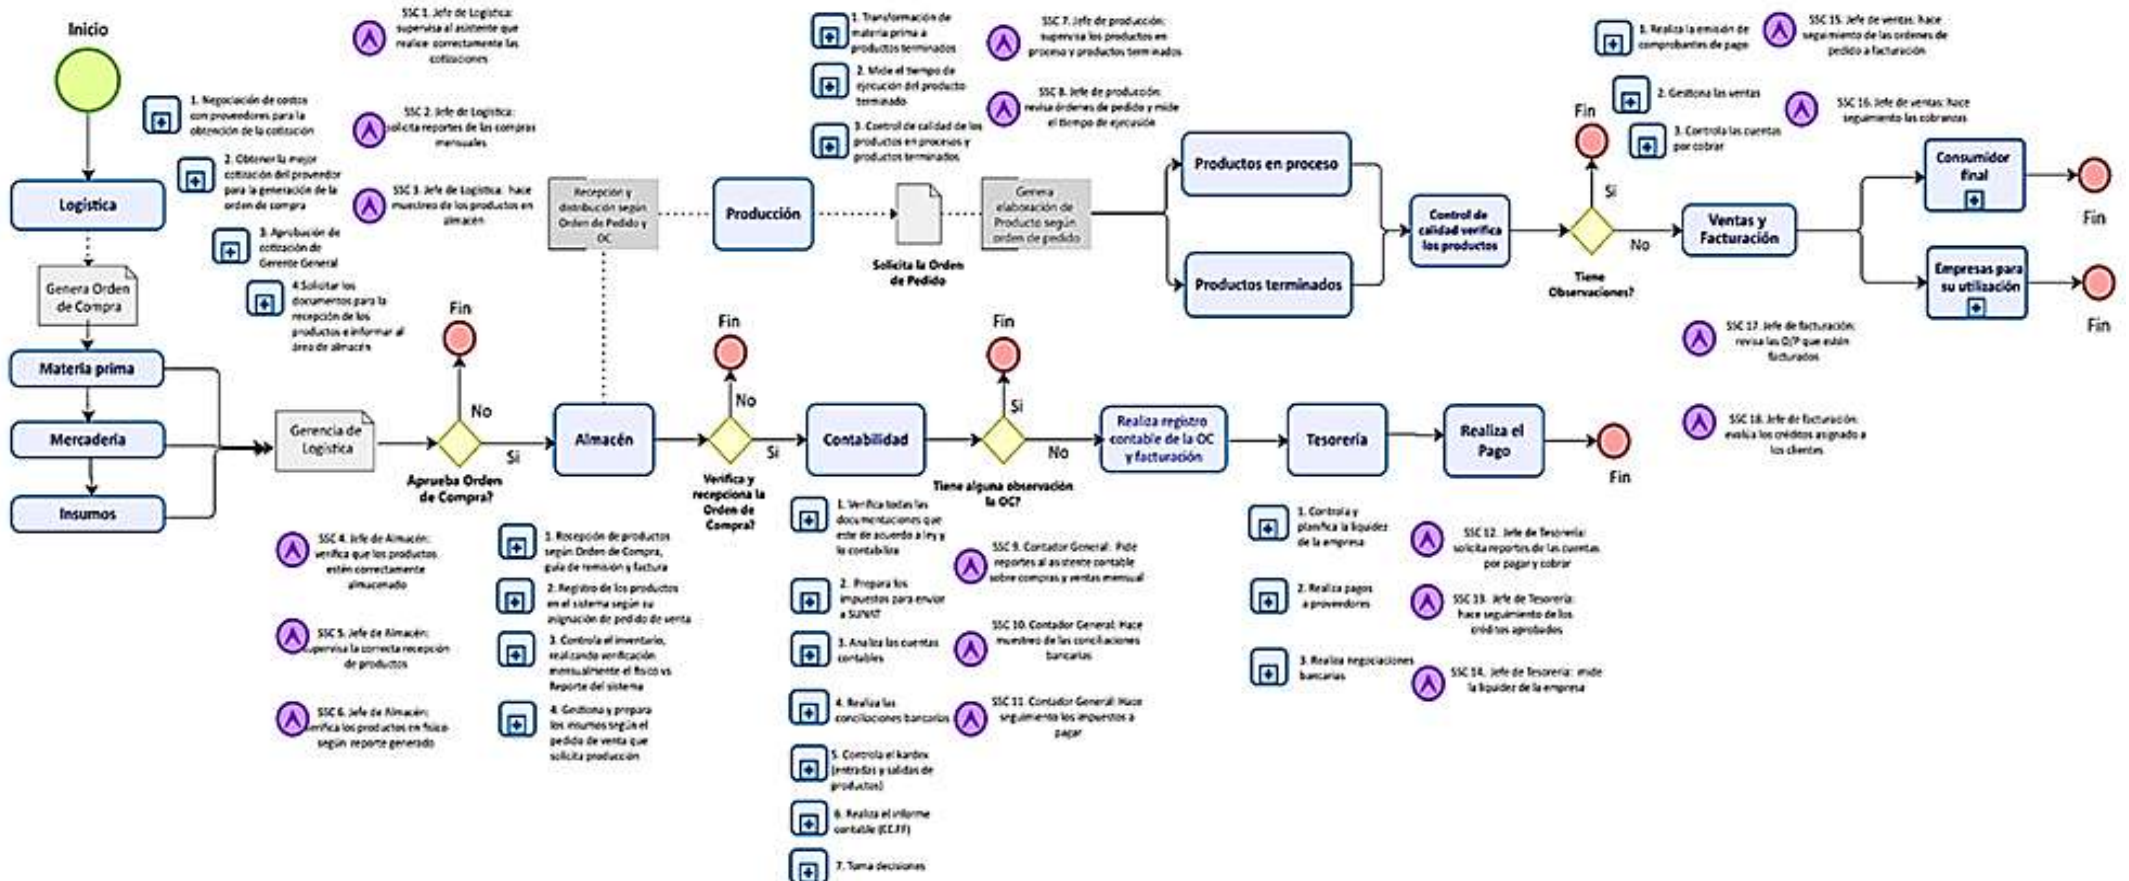 Inicio
SSC 1. Jefe de Logística:
supervisa al asistente que
realice correctamente las
cotizaciones
1. Negociación de costos
con proveedores para la
obtención de la cotización
SSC 2. Jefe de Logística:
solicita reportes de las compras
mensuales
2. Obtener la mejor
cotización del proveedor
para la generación de la
orden de compra
SSC 3. Jefe de Logística: hace
muestreo de los productos en
almacén
3. Aprobación de
cotización de
Gerente General
4.Solicitar los
documentos para la
recepción de los
productos e informar al
área de almacén
Logística
Genera Orden
de Compra
Materia prima
Mercadería
Insumos
Gerencia de
Logística
Fin
No
Si
Aprueba Orden
de Compra?
Recepción y
distribución según
Orden de Pedido y
OC
Producción
Solicita la Orden
de Pedido
Genera
elaboración de
Producto según
orden de pedido
1. Transformación de
materia prima a
productos terminados
2. Mide el tiempo de
ejecución del producto
terminado
3. Control de calidad de los
productos en procesos y
productos terminados
SSC 7. Jefe de producción:
supervisa los productos en
proceso y productos terminados
SSC 8. Jefe de producción:
revisa órdenes de pedido y mide
el tiempo de ejecución
Productos en proceso
Productos terminados
Control de
calidad verifica
los productos
Fin
Si
No
Tiene
Observaciones?
1. Realiza la emisión de
comprobantes de pago
2. Gestiona las ventas
3. Controla las cuentas
por cobrar
SSC 15. Jefe de ventas: hace
seguimiento de las ordenes de
pedido a facturación
SSC 16. Jefe de ventas: hace
seguimiento las cobranzas
Ventas y
Facturación
Consumidor
final
Fin
Empresas para
su utilización
Fin
SSC 17. Jefe de facturación:
revisa las O/P que están
facturados
SSC 18. Jefe de facturación:
evalúa los créditos asignado a
los clientes
Almacén
Fin
No
Si
Verifica y
recepciona la
Orden de
Compra?
Contabilidad
Fin
Si
No
Tiene alguna observación
la OC?
Realiza registro
contable de la OC
y facturación
Tesorería
Realiza el
Pago
Fin
SSC 4. Jefe de Almacén:
verifica que los productos
estén correctamente
almacenado
SSC 5. Jefe de Almacén:
supervisa la correcta recepción
de productos
SSC 6. Jefe de Almacén:
verifica los productos en físico
según reporte generado
1. Recepción de productos
según Orden de Compra,
guía de remisión y factura
2. Registro de los productos
en el sistema según su
asignación de pedido de venta
3. Controla el inventario,
realizando verificación
mensualmente el físico vs
Reporte del sistema
4. Gestiona y prepara
los insumos según el
pedido de venta que
solicita producción
1. Verifica todas las
documentaciones que
este de acuerdo a ley y
lo contabiliza
2. Prepara los
impuestos para enviar
a SUNAT
3. Analiza las cuentas
contables
4. Realiza las
conciliaciones bancarias
5. Controla el kardex
(entradas y salidas de
productos)
6. Realiza el informe
contable (EE.FF)
7. Toma decisiones
SSC 9. Contador General: Pide
reportes al asistente contable
sobre compras y ventas mensual
SSC 10. Contador General: Hace
muestreo de las conciliaciones
bancarias
SSC 11. Contador General: Hace
seguimiento los impuestos a
pagar
1. Controla y
planifica la liquidez
de la empresa
2. Realiza pagos
a proveedores
3. Realiza negociaciones
bancarias
SSC 12. Jefe de Tesorería:
solicita reportes de las cuentas
por pagar y cobrar
SSC 13. Jefe de Tesorería:
hace seguimiento de los
créditos aprobados
SSC 14. Jefe de Tesorería: mide
la liquidez de la empresa